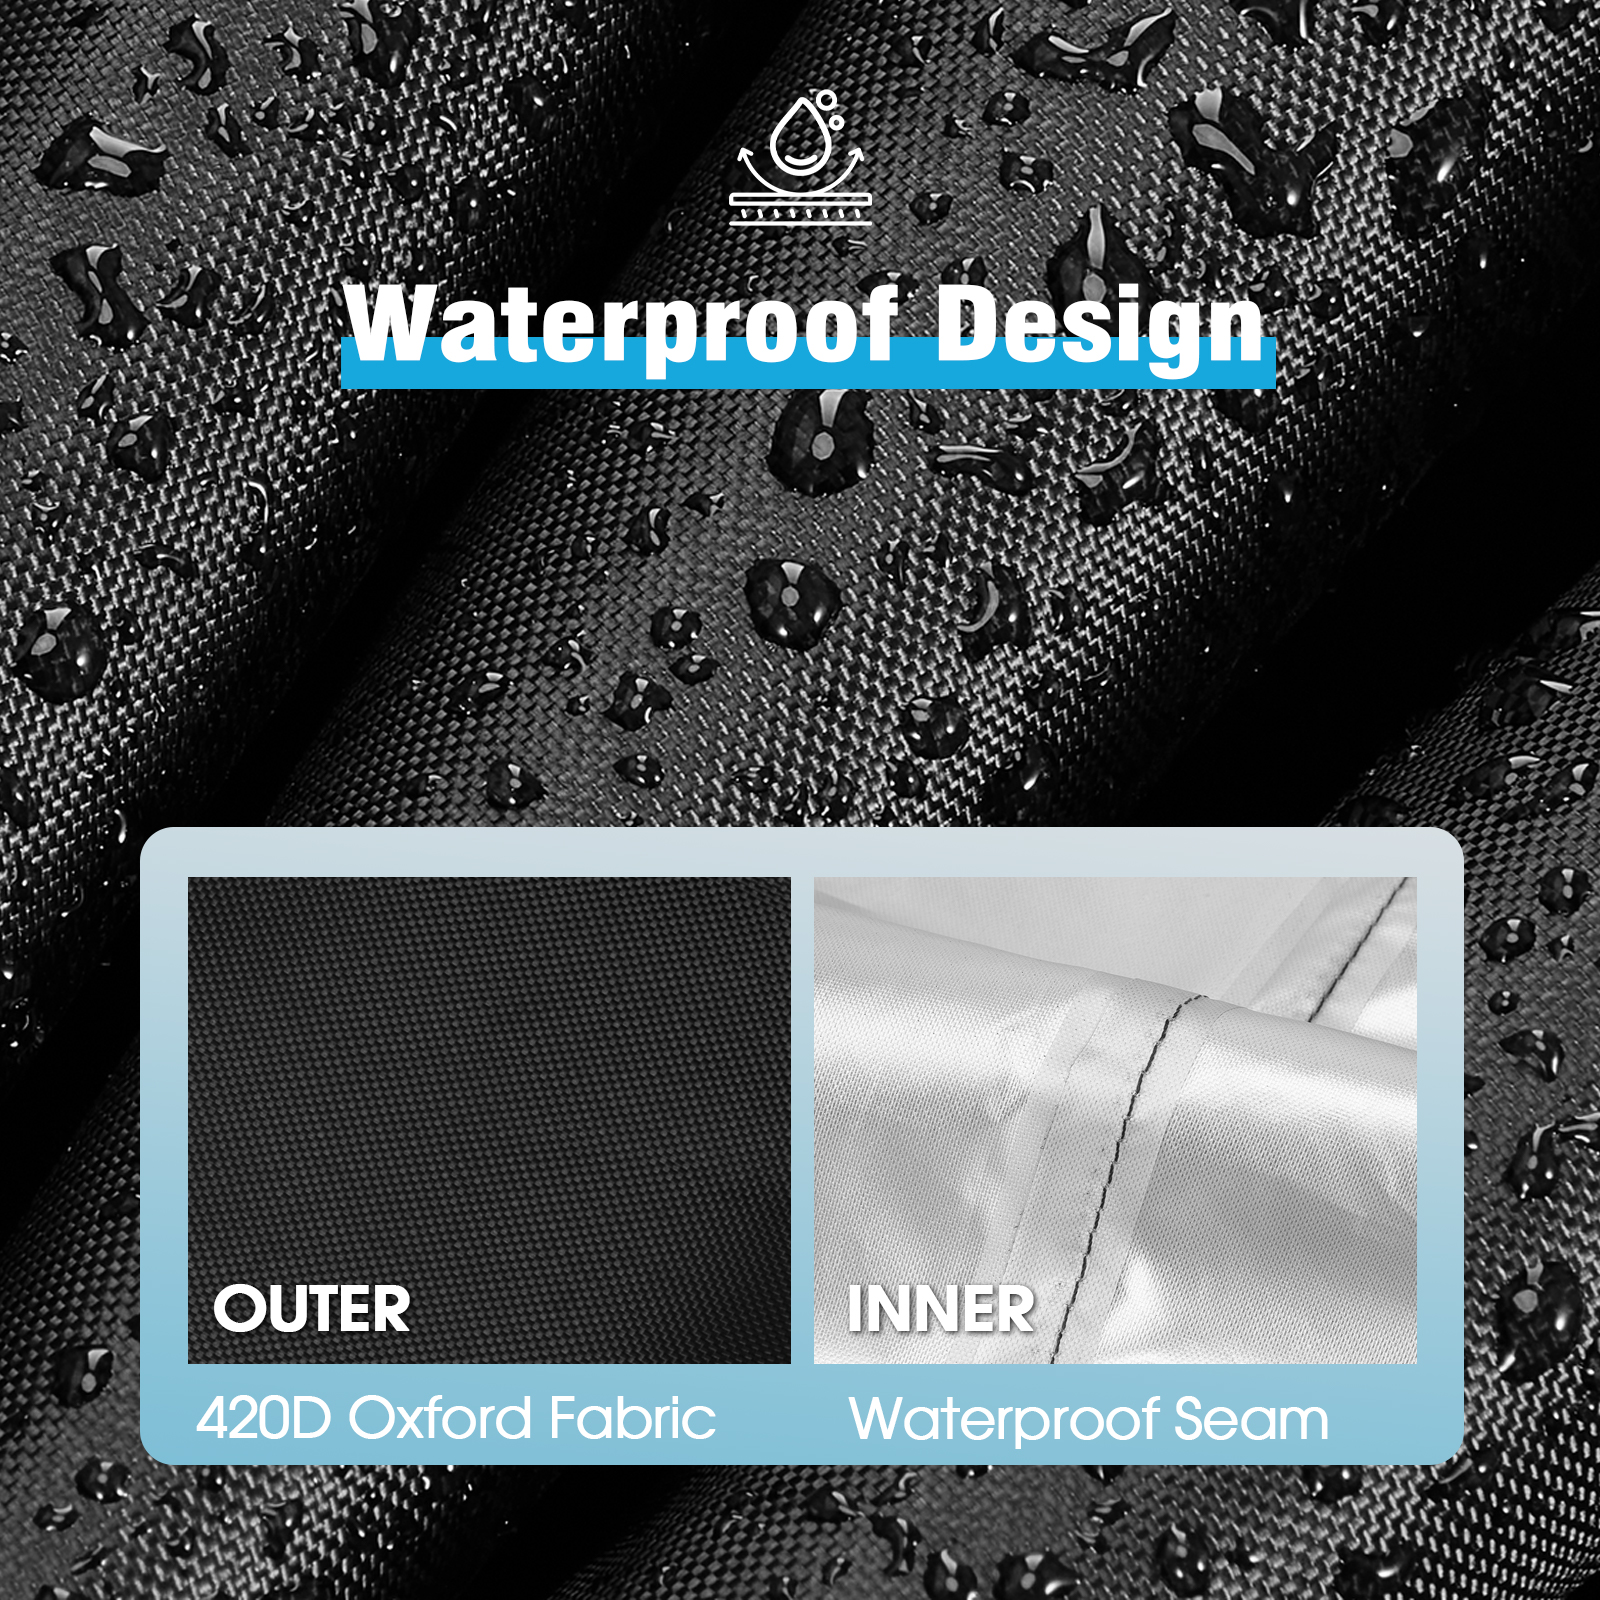 Waterproof Design
OUTER
INNER
420D Oxford Fabric
Waterproof Seam